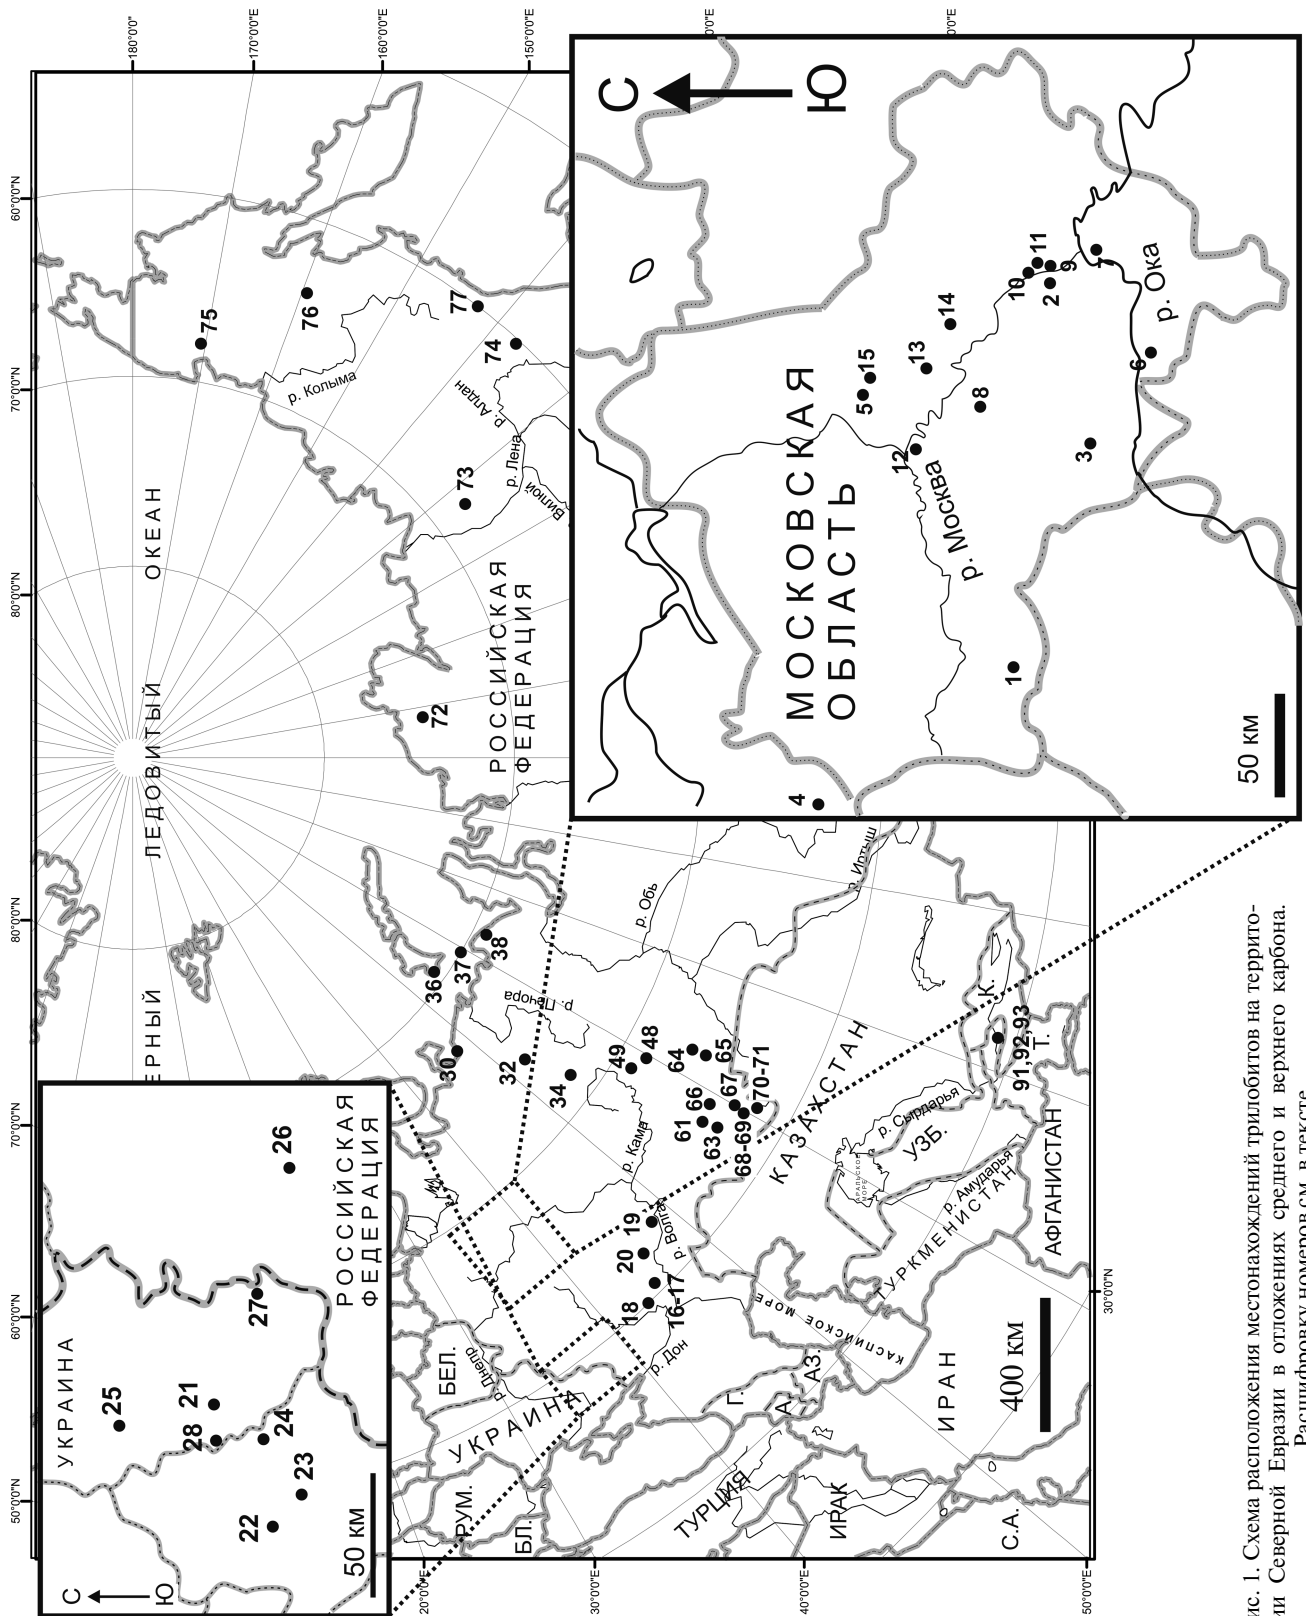 180°0'0"
170°0'0"E
160°0'0"E
150°0'0"E
60°0'0"N
70°0'0"N
80°0'0"N
80°0'0"N
70°0'0"N
60°0'0"N
50°0'0"N
20°0'0"E
30°0'0"E
40°0'0"E
50°0'0"E
30°0'0"N
ЕРНЫЙ
ЛЕДОВИТЫЙ
ОКЕАН
РОССИЙСКАЯ
ФЕДЕРАЦИЯ
р. Колыма
р. Алдан
р. Лена
Вилюй
75
76
77
74
73
72
36
37
38
30
32
34
49
48
64
65
66
67
61
63
68-69
70-71
19
20
18
16-17
91,92,93
р. Печора
р. Обь
р. Иртыш
р. Кама
р. Волга
р. Дон
р. Днепр
р. Сырдарья
р. Амударья
АРАЛЬСКОЕ
МОРЕ
КАСПИЙСКОЕ МОРЕ
КАЗАХСТАН
УЗБ.
ТУРКМЕНИСТАН
АФГАНИСТАН
К.
Т.
ИРАН
ИРАК
С.А.
ТУРЦИЯ
Г.
А.
АЗ.
БЕЛ.
УКРАИНА
РУМ.
БЛ.
400 км
С
Ю
УКРАИНА
РОССИЙСКАЯ
ФЕДЕРАЦИЯ
25
26
27
21
28
24
23
22
50 км
С
Ю
МОСКОВСКАЯ
ОБЛАСТЬ
р. Москва
р. Ока
4
1
3
12
5
15
13
14
8
10
11
2
9
7
6
50 км
ис. 1. Схема расположения местонахождений трилобитов на террито-
ии Северной Евразии в отложениях среднего и верхнего карбона.
Расшифровку номеров см. в тексте